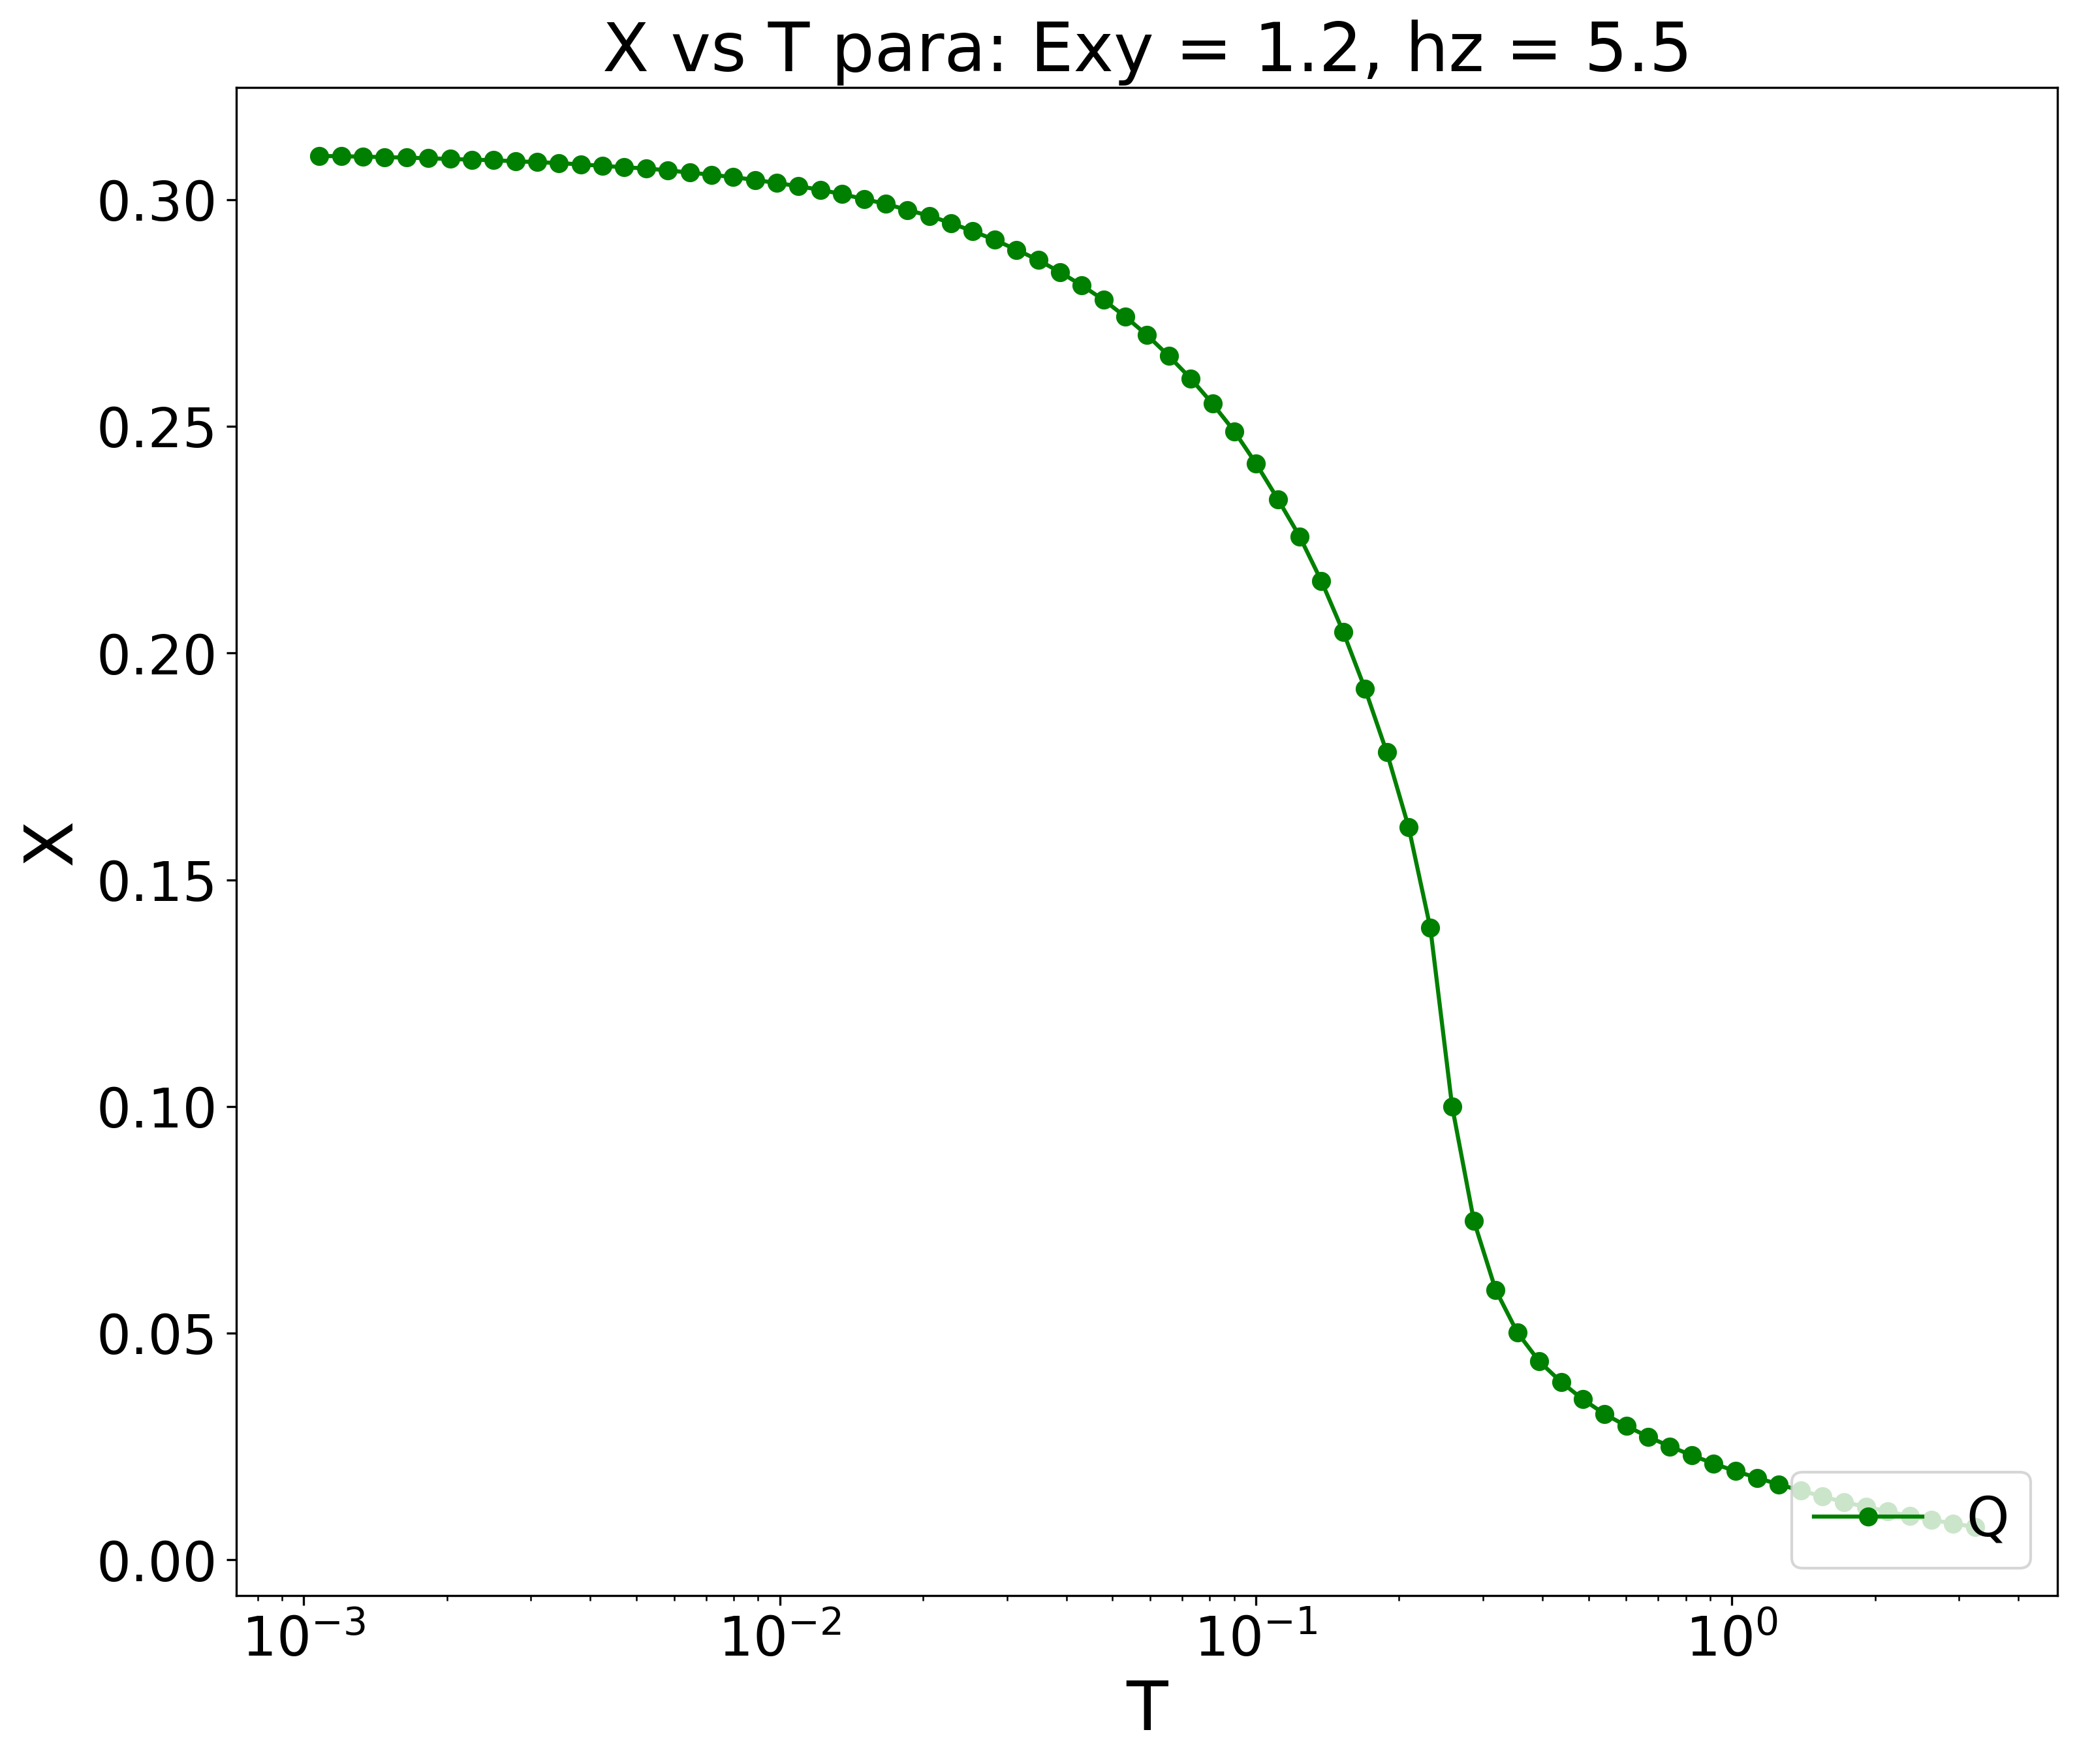 X vs T para: Exy = 1.2, hz = 5.5
X
0.30
0.25
0.20
0.15
0.10
0.05
0.00
Q
10⁻³ 10⁻² 10⁻¹ 10⁰
T